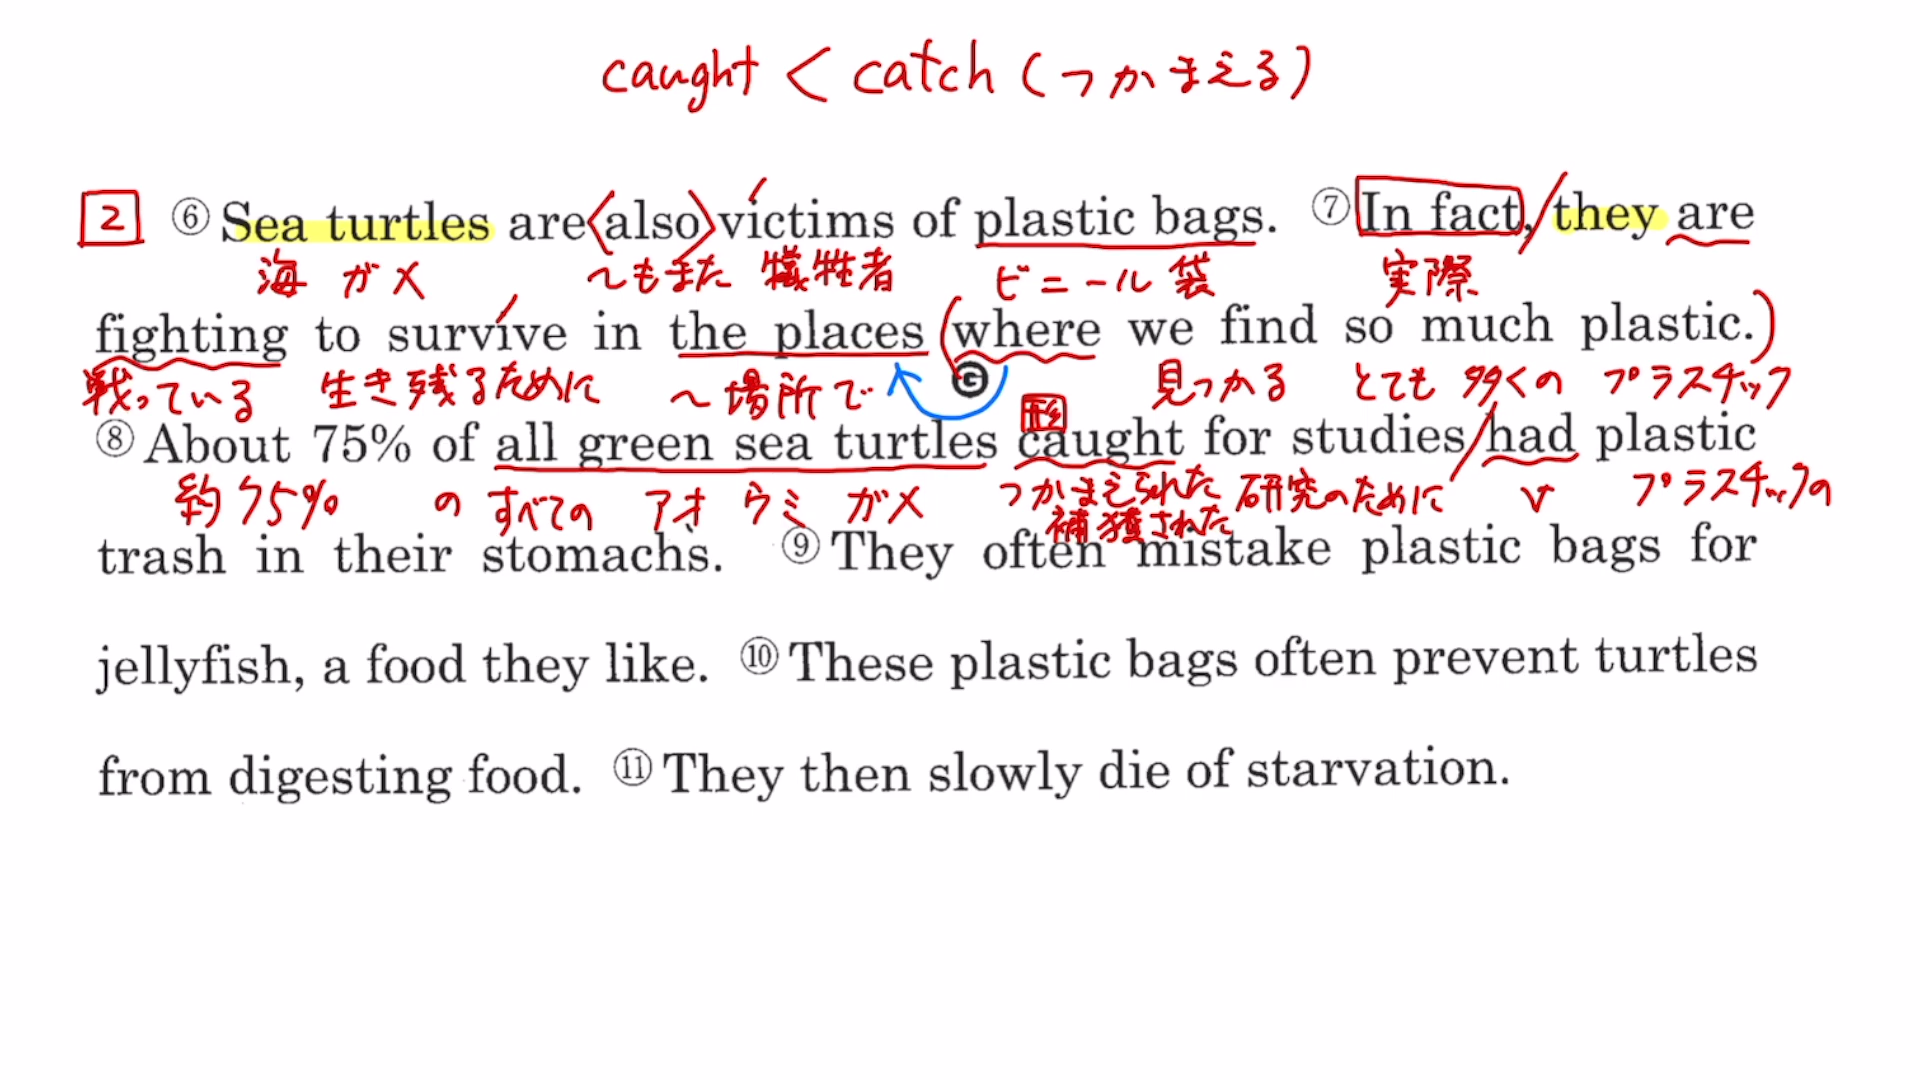 caught < catch (つかまえる)
2 ⑥ Sea turtles are 〈also〉 victims of plastic bags. ⑦ In fact, / they are
海ガメ 〜もまた 犠牲者 ビニール袋 実際
fighting to survive in the places (where we find so much plastic.)
戦っている 生き残るために 〜場所で G 見つかる とても 多くの プラスチック
形
⑧ About 75% of all green sea turtles caught for studies / had plastic
約75% の すべての アオ ウミ ガメ つかまえられた 研究のために V プラスチックの
補獲された
trash in their stomachs. ⑨ They often mistake plastic bags for
jellyfish, a food they like. ⑩ These plastic bags often prevent turtles
from digesting food. ⑪ They then slowly die of starvation.